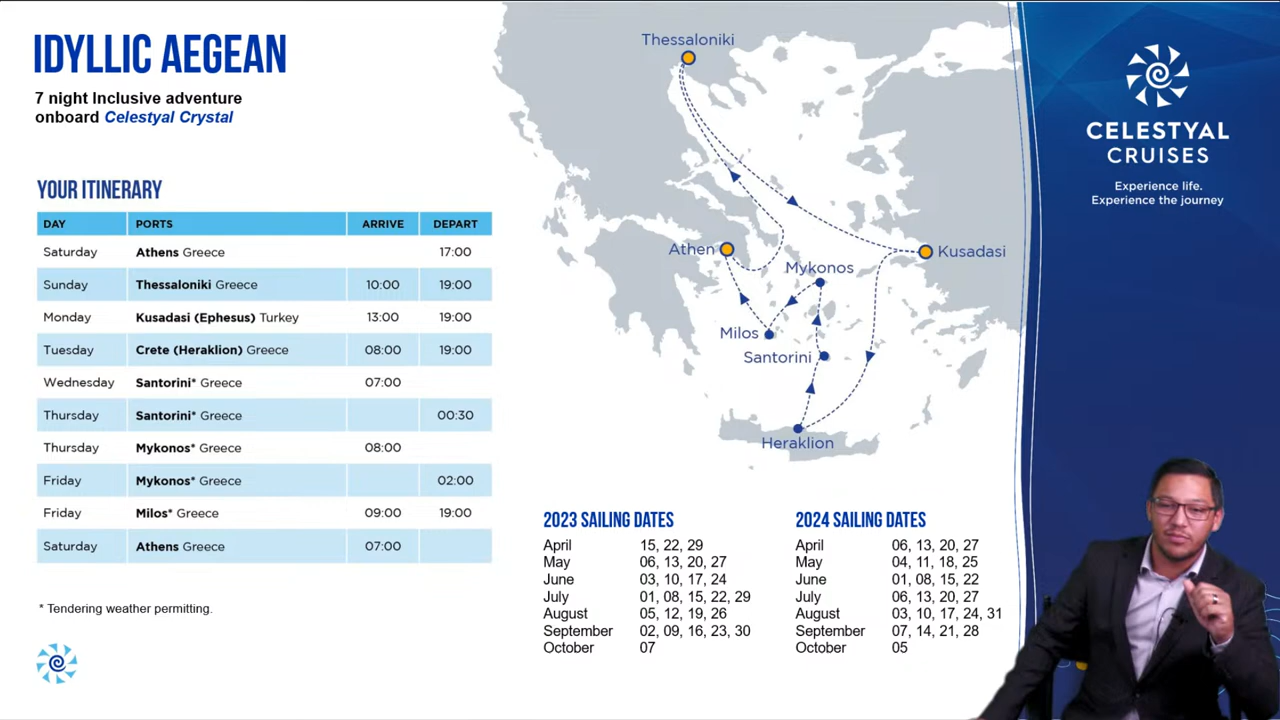 IDYLLIC AEGEAN
7 night Inclusive adventure
onboard Celestyal Crystal
YOUR ITINERARY
DAY PORTS ARRIVE DEPART
Saturday Athens Greece 17:00
Sunday Thessaloniki Greece 10:00 19:00
Monday Kusadasi (Ephesus) Turkey 13:00 19:00
Tuesday Crete (Heraklion) Greece 08:00 19:00
Wednesday Santorini* Greece 07:00
Thursday Santorini* Greece 00:30
Thursday Mykonos* Greece 08:00
Friday Mykonos* Greece 02:00
Friday Milos* Greece 09:00 19:00
Saturday Athens Greece 07:00
* Tendering weather permitting.
Thessaloniki
Athen
Kusadasi
Mykonos
Milos
Santorini
Heraklion
2023 SAILING DATES
April 15, 22, 29
May 06, 13, 20, 27
June 03, 10, 17, 24
July 01, 08, 15, 22, 29
August 05, 12, 19, 26
September 02, 09, 16, 23, 30
October 07
2024 SAILING DATES
April 06, 13, 20, 27
May 04, 11, 18, 25
June 01, 08, 15, 22
July 06, 13, 20, 27
August 03, 10, 17, 24, 31
September 07, 14, 21, 28
October 05
CELESTYAL
CRUISES
Experience life.
Experience the journey